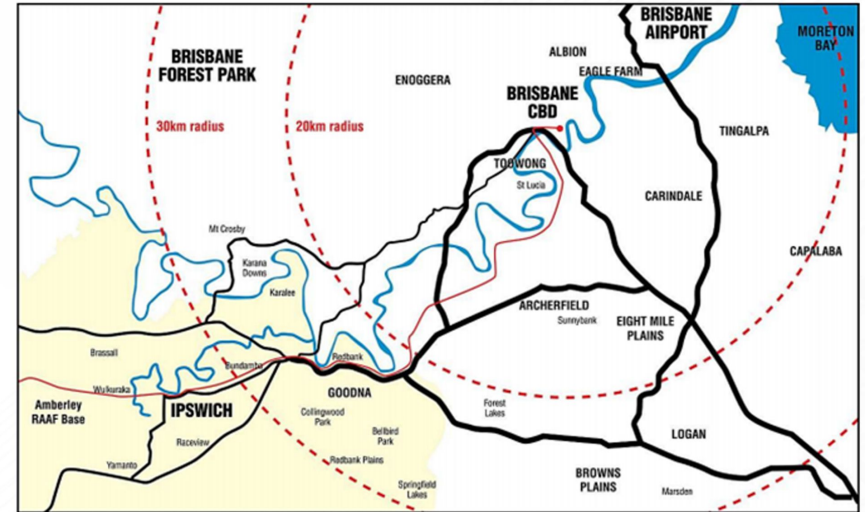 BRISBANE
AIRPORT
MORETON
BAY
BRISBANE
FOREST PARK
ALBION
ENOGGERA
EAGLE FARM
BRISBANE
CBD
30km radius
20km radius
TINGALPA
TOOWONG
St Lucia
CARINDALE
Mt Crosby
CAPALABA
Karana
Downs
Karalee
ARCHERFIELD
Sunnybank
EIGHT MILE
PLAINS
Brassall
Redbank
Bundamba
Wulkuraka
GOODNA
Amberley
RAAF Base
IPSWICH
Forest
Lakes
Collingwood
Park
Bellbird
Park
LOGAN
Raceview
Redbank Plains
Yamanto
BROWNS
PLAINS
Springfield
Lakes
Marsden